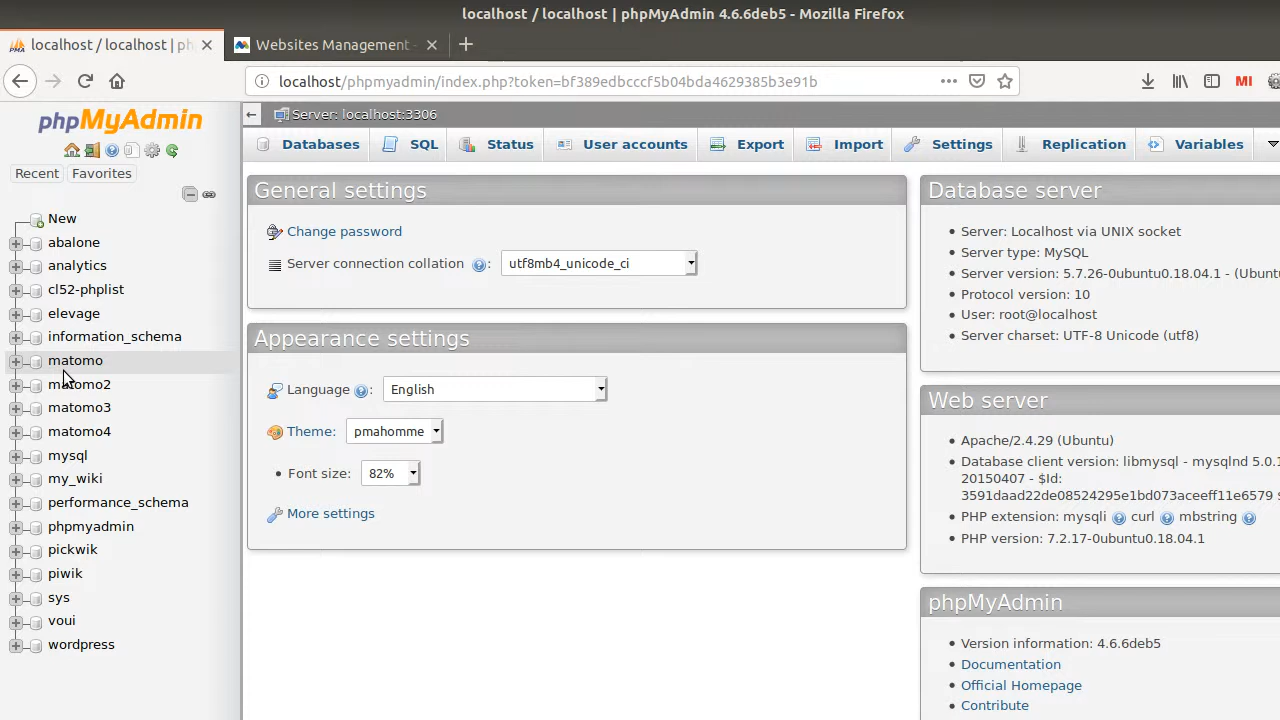 localhost / localhost | phpMyAdmin 4.6.6deb5 - Mozilla Firefox
localhost / localhost | ph
Websites Management -
localhost/phpmyadmin/index.php?token=bf389edbcccf5b04bda4629385b3e91b
MI
phpMyAdmin
Recent
Favorites
New
abalone
analytics
cl52-phplist
elevage
information_schema
matomo
matomo2
matomo3
matomo4
mysql
my_wiki
performance_schema
phpmyadmin
pickwik
piwik
sys
voui
wordpress
Server: localhost:3306
Databases
SQL
Status
User accounts
Export
Import
Settings
Replication
Variables
General settings
Change password
Server connection collation :
utf8mb4_unicode_ci
Appearance settings
Language :
English
Theme:
pmahomme
• Font size:
82%
More settings
Database server
• Server: Localhost via UNIX socket
• Server type: MySQL
• Server version: 5.7.26-0ubuntu0.18.04.1 - (Ubuntu)
• Protocol version: 10
• User: root@localhost
• Server charset: UTF-8 Unicode (utf8)
Web server
• Apache/2.4.29 (Ubuntu)
• Database client version: libmysql - mysqlnd 5.0.1
20150407 - $Id:
3591daad22de08524295e1bd073aceeff11e6579 $
• PHP extension: mysqli curl mbstring
• PHP version: 7.2.17-0ubuntu0.18.04.1
phpMyAdmin
• Version information: 4.6.6deb5
• Documentation
• Official Homepage
• Contribute